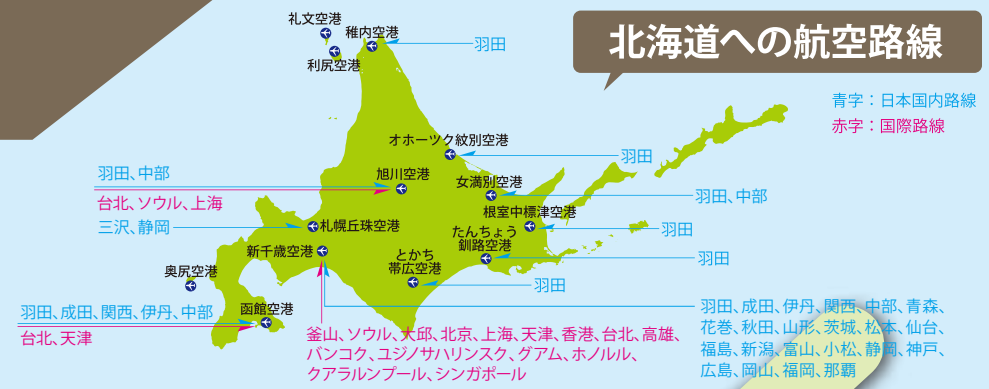 北海道への航空路線
青字：日本国内路線
赤字：国際路線
礼文空港
稚内空港
羽田
利尻空港
オホーツク紋別空港
羽田
旭川空港
羽田、中部
台北、ソウル、上海
女満別空港
羽田、中部
根室中標津空港
羽田
三沢、静岡
札幌丘珠空港
たんちょう
釧路空港
羽田
新千歳空港
とかち
帯広空港
羽田
奥尻空港
函館空港
羽田、成田、関西、伊丹、中部
台北、天津
釜山、ソウル、大邱、北京、上海、天津、香港、台北、高雄、
バンコク、ユジノサハリンスク、グアム、ホノルル、
クアラルンプール、シンガポール
羽田、成田、伊丹、関西、中部、青森、
花巻、秋田、山形、茨城、松本、仙台、
福島、新潟、富山、小松、静岡、神戸、
広島、岡山、福岡、那覇